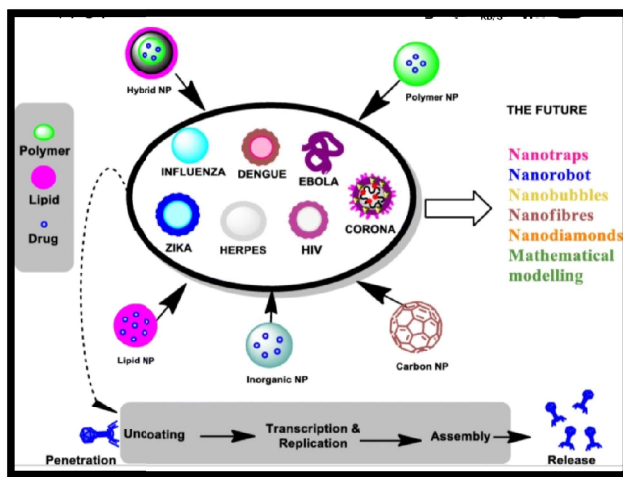 KB/S
Hybrid NP
Polymer NP
Polymer
Lipid
Drug
INFLUENZA
DENGUE
EBOLA
ZIKA
HERPES
HIV
CORONA
THE FUTURE
Nanotraps
Nanorobot
Nanobubbles
Nanofibres
Nanodiamonds
Mathematical
modelling
Lipid NP
Inorganic NP
Carbon NP
Penetration
Uncoating
Transcription &
Replication
Assembly
Release